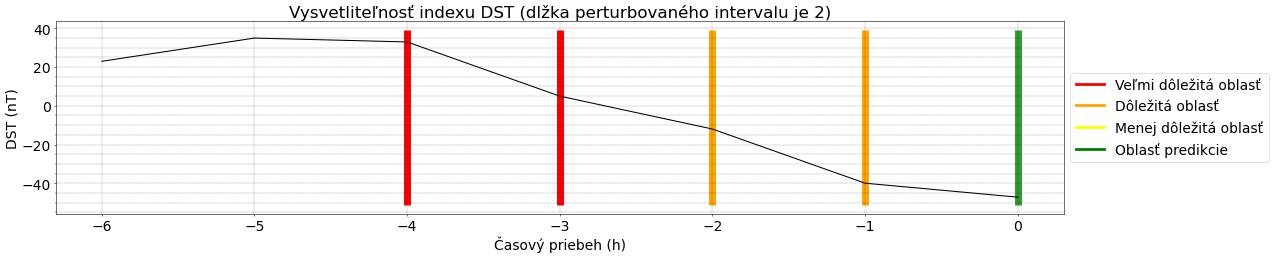 Vysvetliteľnosť indexu DST (dĺžka perturbovaného intervalu je 2)
DST (nT)
40
20
0
−20
−40
−6 −5 −4 −3 −2 −1 0
Časový priebeh (h)
Veľmi dôležitá oblasť
Dôležitá oblasť
Menej dôležitá oblasť
Oblasť predikcie